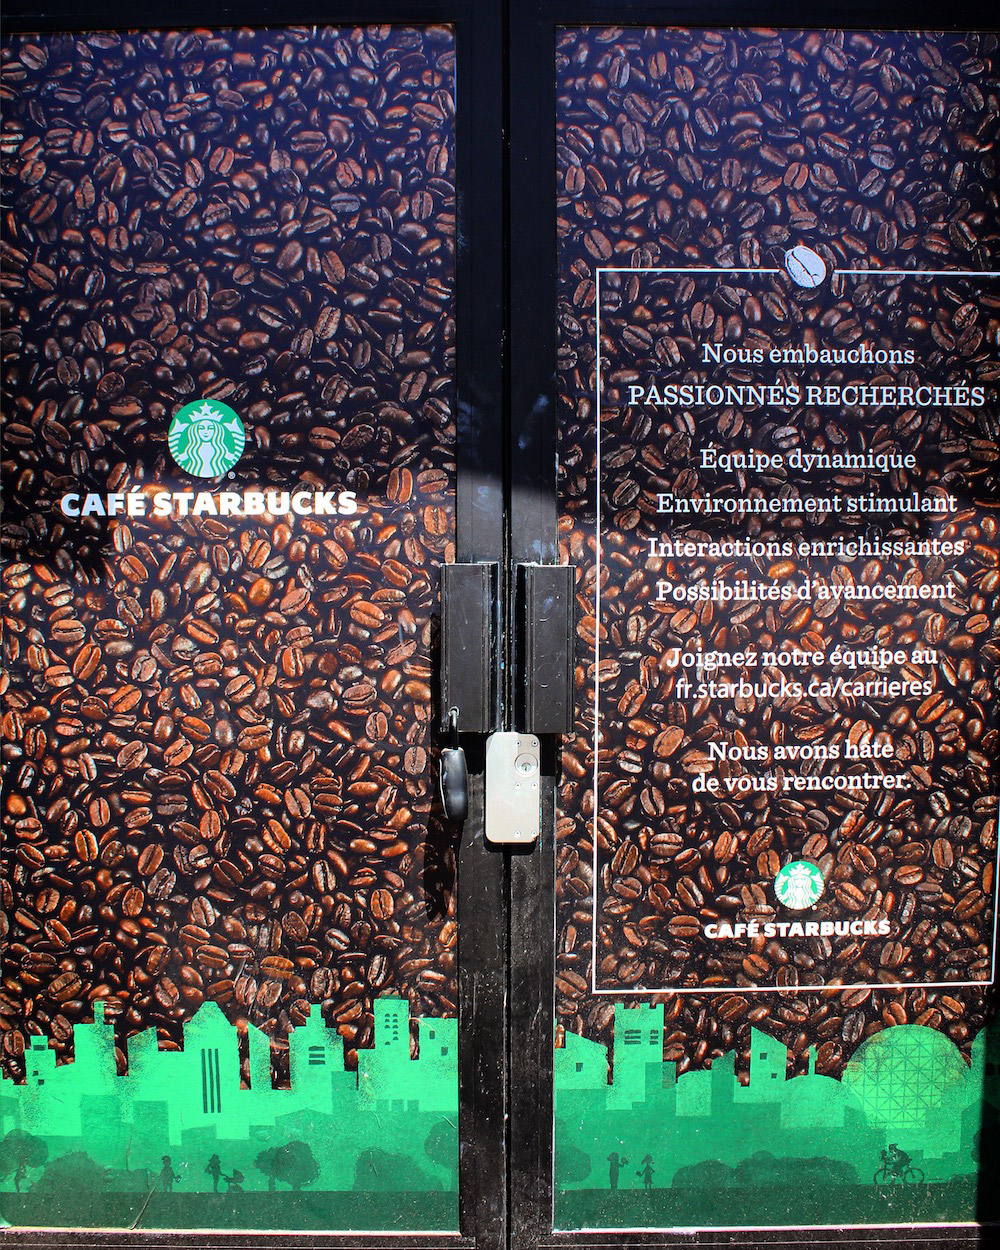 CAFÉ STARBUCKS
Nous embauchons
PASSIONNÉS RECHERCHÉS
Équipe dynamique
Environnement stimulant
Interactions enrichissantes
Possibilités d'avancement
Joignez notre équipe au
fr.starbucks.ca/carrieres
Nous avons hâte
de vous rencontrer.
CAFÉ STARBUCKS